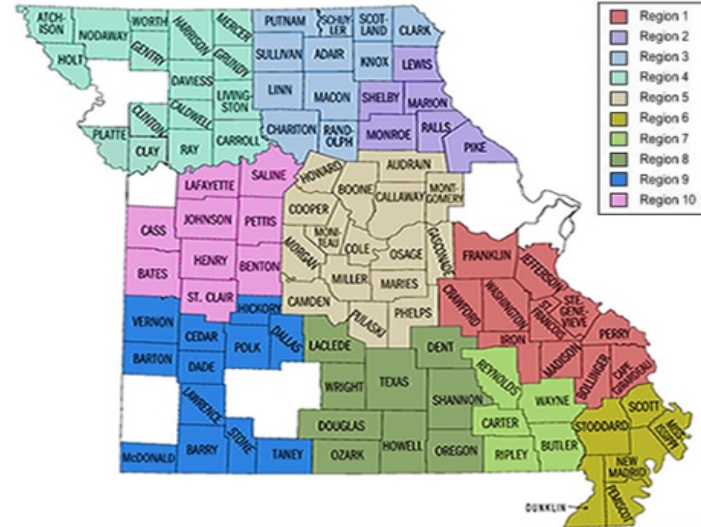 ATCH-
ISON
NODAWAY
WORTH
HARRISON
MERCER
PUTNAM
SCHUY-
LER
SCOT-
LAND
CLARK
HOLT
GENTRY
GRUNDY
SULLIVAN
ADAIR
KNOX
LEWIS
DAVIESS
LIVING-
STON
LINN
MACON
SHELBY
MARION
CLINTON
CALDWELL
PLATTE
CLAY
RAY
CARROLL
CHARITON
RAND-
OLPH
MONROE
RALLS
PIKE
LAFAYETTE
SALINE
HOWARD
BOONE
AUDRAIN
CALLAWAY
MONT-
GOMERY
CASS
JOHNSON
PETTIS
COOPER
MONI-
TEAU
COLE
OSAGE
GASCONADE
FRANKLIN
JEFFERSON
BATES
HENRY
BENTON
MORGAN
MILLER
MARIES
ST. CLAIR
CAMDEN
PULASKI
PHELPS
CRAWFORD
WASHINGTON
ST.
FRANCOIS
STE.
GENE-
VIEVE
PERRY
VERNON
CEDAR
HICKORY
POLK
DALLAS
LACLEDE
DENT
IRON
MADISON
BOLLINGER
CAPE
GIRARDEAU
BARTON
DADE
WRIGHT
TEXAS
REYNOLDS
WAYNE
SHANNON
LAWRENCE
DOUGLAS
CARTER
STODDARD
SCOTT
MISS-
ISSIPPI
McDONALD
BARRY
STONE
TANEY
OZARK
HOWELL
OREGON
RIPLEY
BUTLER
NEW
MADRID
DUNKLIN
PEMISCOT
Region 1
Region 2
Region 3
Region 4
Region 5
Region 6
Region 7
Region 8
Region 9
Region 10